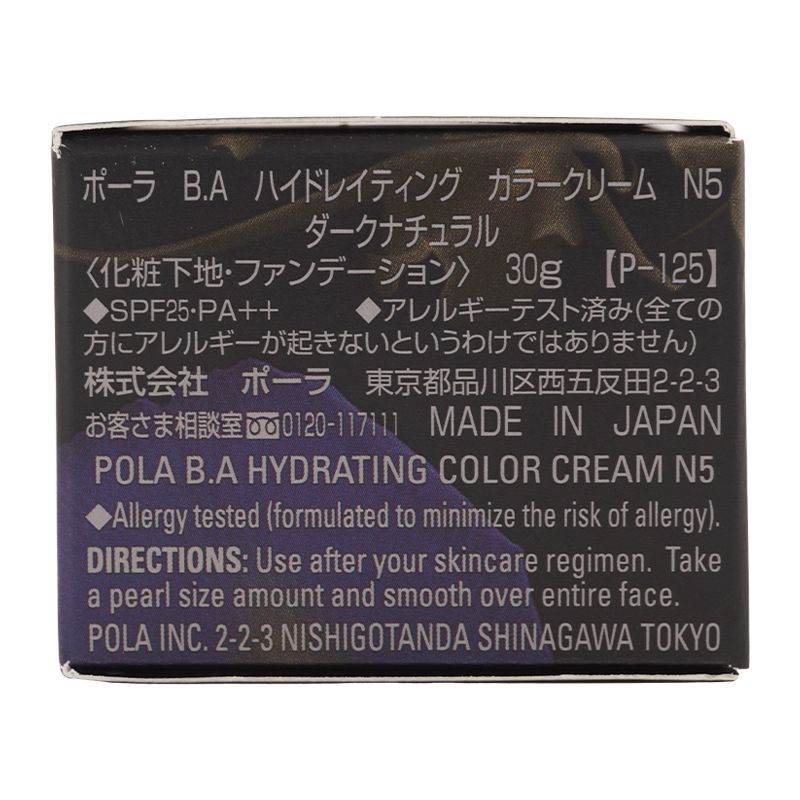 ポーラ B.A ハイドレイティング カラークリーム N5
ダークナチュラル
〈化粧下地・ファンデーション〉 30g 【P-125】
◆SPF25・PA++ ◆アレルギーテスト済み(全ての
方にアレルギーが起きないというわけではありません)
株式会社 ポーラ 東京都品川区西五反田2-2-3
お客さま相談室 0120-117111 MADE IN JAPAN
POLA B.A HYDRATING COLOR CREAM N5
◆Allergy tested (formulated to minimize the risk of allergy).
DIRECTIONS: Use after your skincare regimen. Take
a pearl size amount and smooth over entire face.
POLA INC. 2-2-3 NISHIGOTANDA SHINAGAWA TOKYO